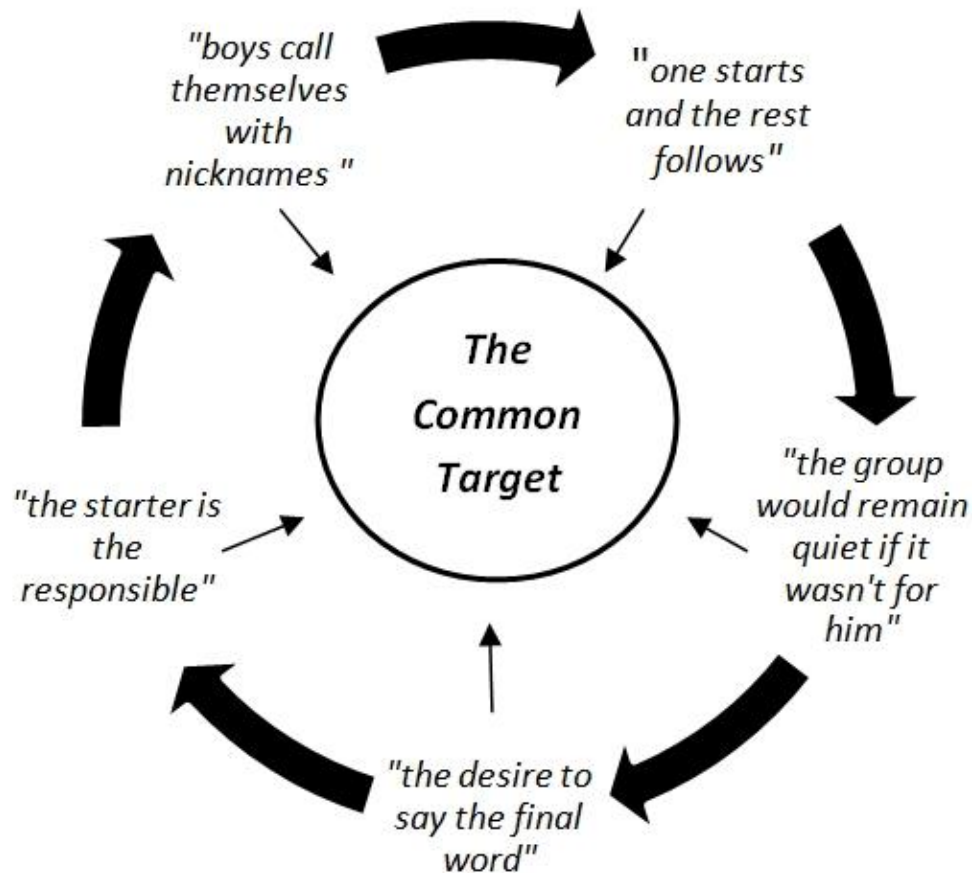 "boys call
themselves
with
nicknames "
"one starts
and the rest
follows"
The
Common
Target
"the group
would remain
quiet if it
wasn't for
him"
"the desire to
say the final
word"
"the starter is
the
responsible"